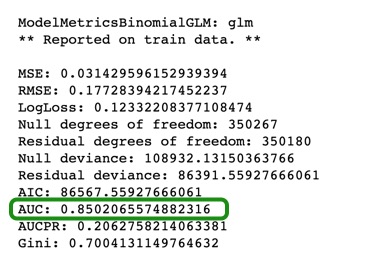 ModelMetricsBinomialGLM: glm
** Reported on train data. **
MSE: 0.031429596152939394
RMSE: 0.17728394217452237
LogLoss: 0.12332208377108474
Null degrees of freedom: 350267
Residual degrees of freedom: 350180
Null deviance: 108932.13150363766
Residual deviance: 86391.55927666061
AIC: 86567.55927666061
AUC: 0.8502065574882316
AUCPR: 0.2062758214063381
Gini: 0.7004131149764632